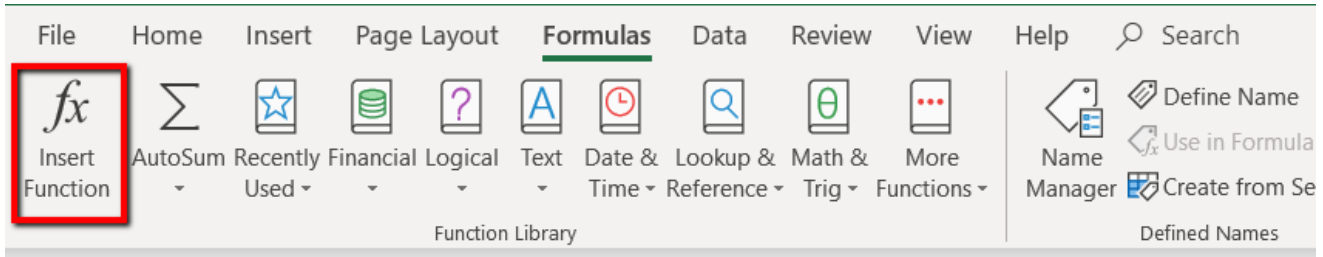 File Home Insert Page Layout Formulas Data Review View Help Search
fx A θ Define Name
fx Use in Formula
Insert AutoSum Recently Financial Logical Text Date & Lookup & Math & More Name
Function Used Time Reference Trig Functions Manager Create from Se
Function Library Defined Names